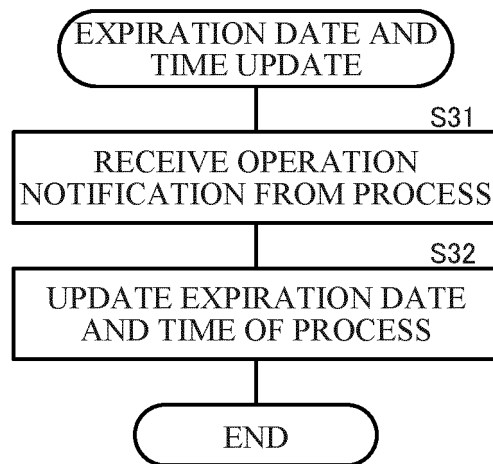 EXPIRATION DATE AND
TIME UPDATE
S31
RECEIVE OPERATION
NOTIFICATION FROM PROCESS
S32
UPDATE EXPIRATION DATE
AND TIME OF PROCESS
END